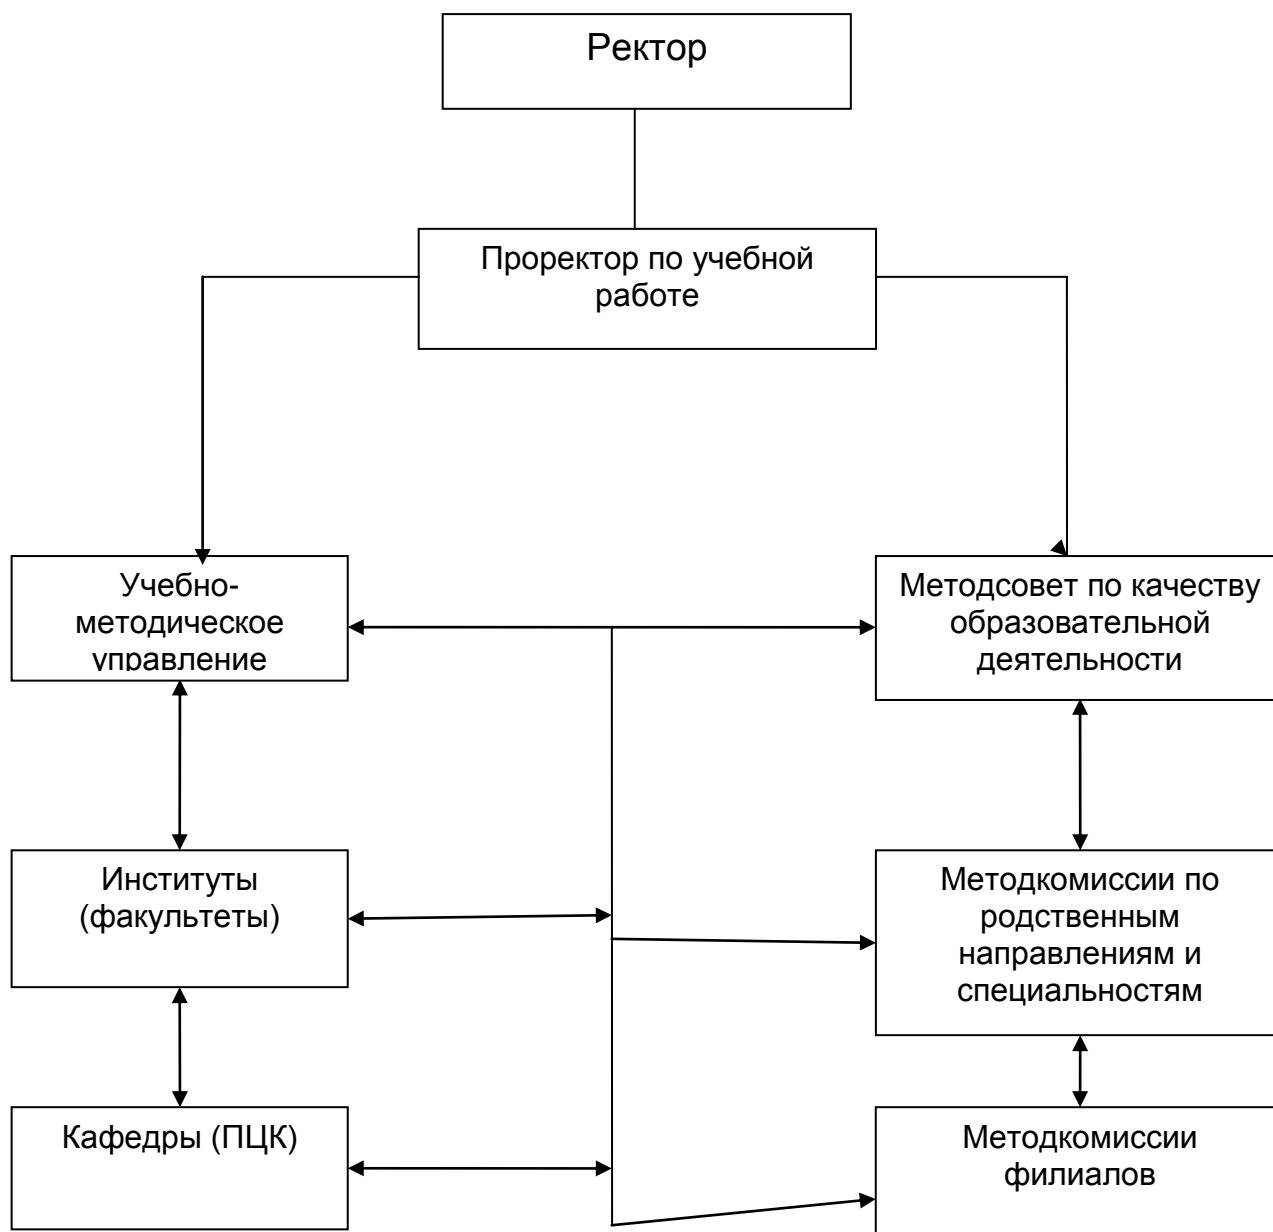 Ректор
Проректор по учебной
работе
Учебно-
методическое
управление
Методсовет по качеству
образовательной
деятельности
Институты
(факультеты)
Методкомиссии по
родственным
направлениям и
специальностям
Кафедры (ПЦК)
Методкомиссии
филиалов